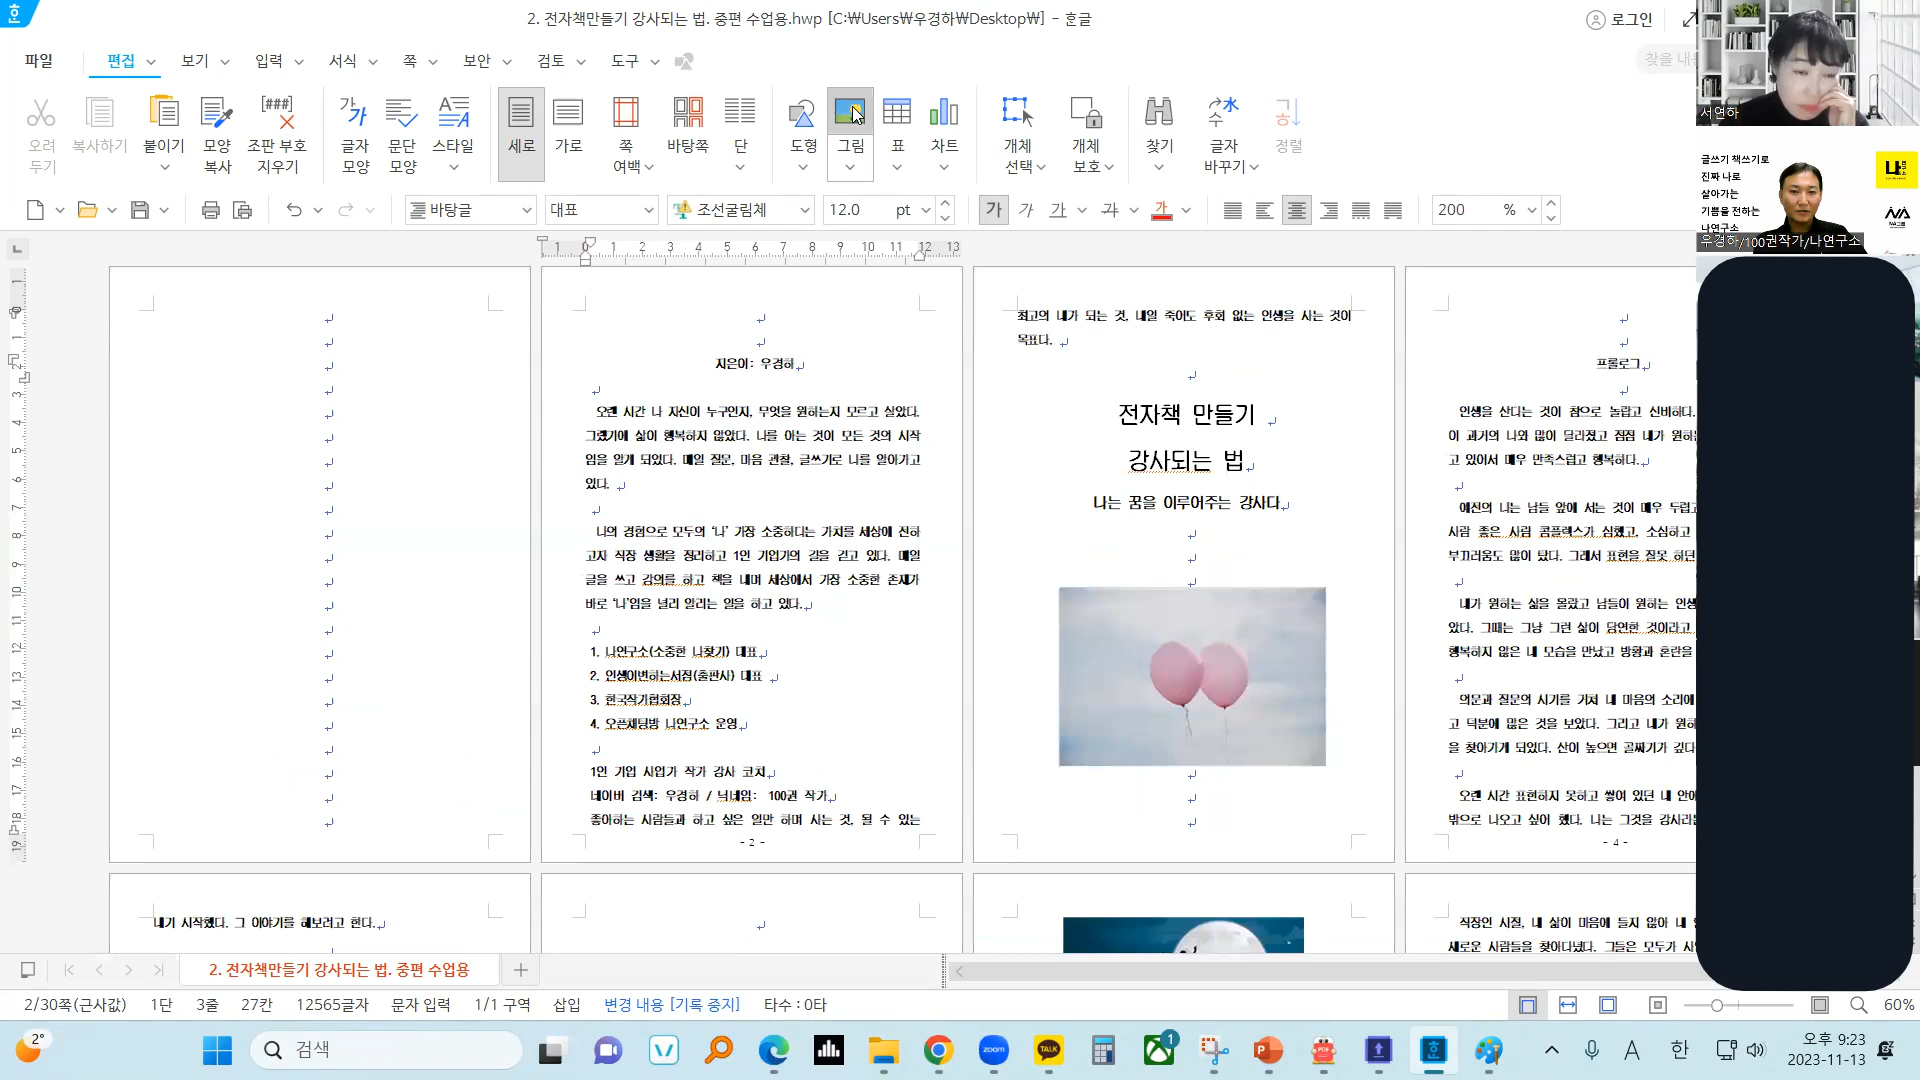 2. 전자책만들기 강사되는 법. 중편 수업용.hwp [C:₩Users₩우경하₩Desktop₩] - 흔글
로그인
파일
편집
보기
입력
서식
쪽
보안
검토
도구
찾을 내
오려
두기
복사하기
붙이기
모양
복사
[###]
조판 부호
지우기
글자
모양
문단
모양
스타일
세로
가로
쪽
여백
바탕쪽
단
도형
그림
표
차트
개체
선택
개체
보호
찾기
글자
바꾸기
정렬
바탕글
대표
조선굴림체
12.0 pt
200 %
서연하
글쓰기 책쓰기로
진짜 나로
살아가는
기쁨을 전하는
나연구소
우경하/100권작가/나연구소
지은이: 우경하
오랜 시간 나 자신이 누구인지, 무엇을 원하는지 모르고 살았다.
그랬기에 삶이 행복하지 않았다. 나를 아는 것이 모든 것의 시작
임을 알게 되었다. 매일 질문, 마음 관찰, 글쓰기로 나를 알아가고
있다.
나의 경험으로 모두의 '나' 가장 소중하다는 가치를 세상에 전하
고자 직장 생활을 정리하고 1인 기업가의 길을 걷고 있다. 매일
글을 쓰고 강의를 하고 책을 내며 세상에서 가장 소중한 존재가
바로 '나'임을 널리 알리는 일을 하고 있다.
1. 나연구소(소중한 나찾기) 대표
2. 인생이변하는서점(출판사) 대표
3. 한국작가협회장
4. 오픈채팅방 나연구소 운영
1인 기업 사업가 작가 강사 코치
네이버 검색: 우경하 / 닉네임: 100권 작가
좋아하는 사람들과 하고 싶은 일만 하며 사는 것, 될 수 있는
- 2 -
최고의 내가 되는 것, 내일 죽어도 후회 없는 인생을 사는 것이
목표다.
전자책 만들기
강사되는 법
나는 꿈을 이루어주는 강사다
프롤로그
인생을 산다는 것이 참으로 놀랍고 신비하다.
이 과거의 나와 많이 달라졌고 점점 내가 원하는
고 있어서 매우 만족스럽고 행복하다.
예전의 나는 남들 앞에 서는 것이 매우 두렵고
사람 좋은 사람 콤플렉스가 심했고, 소심하고
부끄러움도 많이 탔다. 그래서 표현을 잘못 하던
내가 원하는 삶을 몰랐고 남들이 원하는 인생
았다. 그때는 그냥 그런 삶이 당연한 것이라고
행복하지 않은 내 모습을 만났고 방황과 혼란을
의문과 질문의 시기를 거쳐 내 마음의 소리에
고 덕분에 많은 것을 보았다. 그리고 내가 원하
을 찾아가게 되었다. 산이 높으면 골짜기가 깊다
오랜 시간 표현하지 못하고 쌓여 있던 내 안에
밖으로 나오고 싶어 했다. 나는 그것을 강사라는
- 4 -
내기 시작했다. 그 이야기를 해보려고 한다.
직장인 시절, 내 삶이 마음에 들지 않아 내
새로운 사람들을 찾아다녔다. 그들은 모두가
2. 전자책만들기 강사되는 법. 중편 수업용
2/30쪽(근사값) 1단 3줄 27칸 12565글자 문자 입력 1/1 구역 삽입 변경 내용 [기록 중지] 타수 : 0타
60%
2°
검색
zoom
TALK
1
한
A
한
오후 9:23
2023-11-13